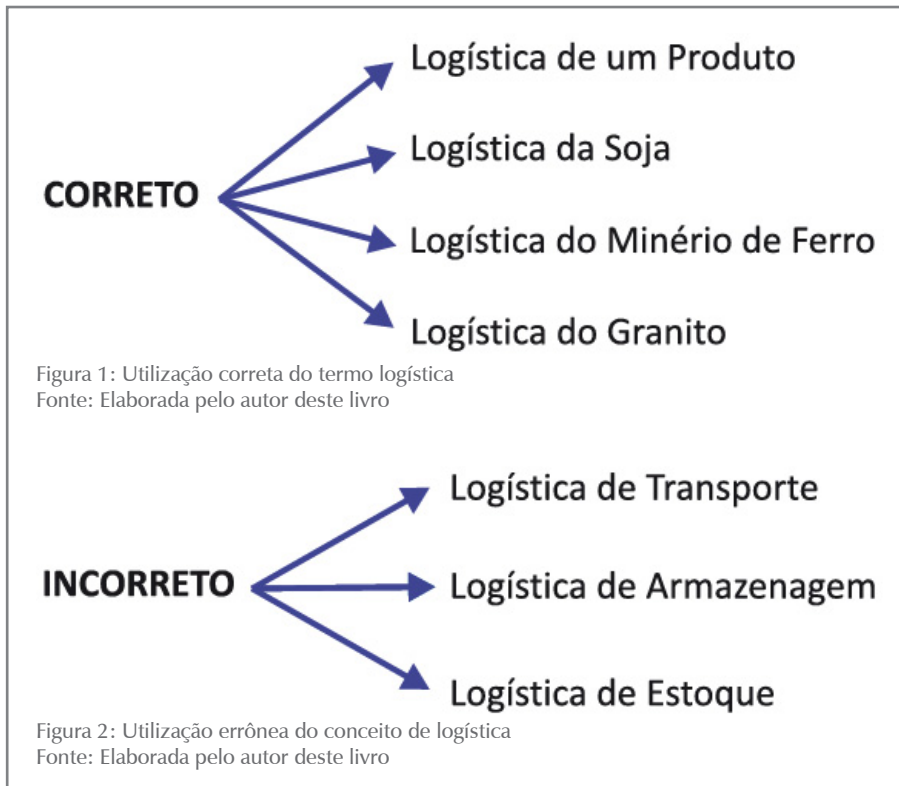 Logística de um Produto
Logística da Soja
CORRETO
Logística do Minério de Ferro
Logística do Granito
Figura 1: Utilização correta do termo logística
Fonte: Elaborada pelo autor deste livro
Logística de Transporte
INCORRETO
Logística de Armazenagem
Logística de Estoque
Figura 2: Utilização errônea do conceito de logística
Fonte: Elaborada pelo autor deste livro